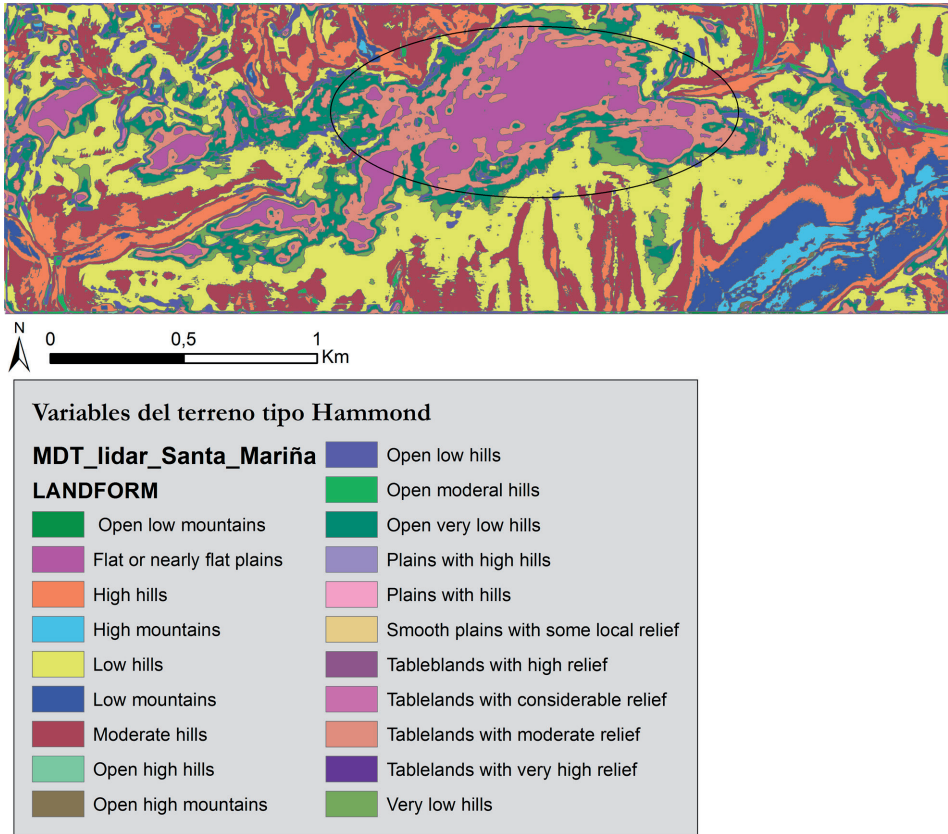 N
0 0,5 1
Km
Variables del terreno tipo Hammond
MDT_lidar_Santa_Mariña
LANDFORM
Open low mountains
Flat or nearly flat plains
High hills
High mountains
Low hills
Low mountains
Moderate hills
Open high hills
Open high mountains
Open low hills
Open moderal hills
Open very low hills
Plains with high hills
Plains with hills
Smooth plains with some local relief
Tableblands with high relief
Tablelands with considerable relief
Tablelands with moderate relief
Tablelands with very high relief
Very low hills